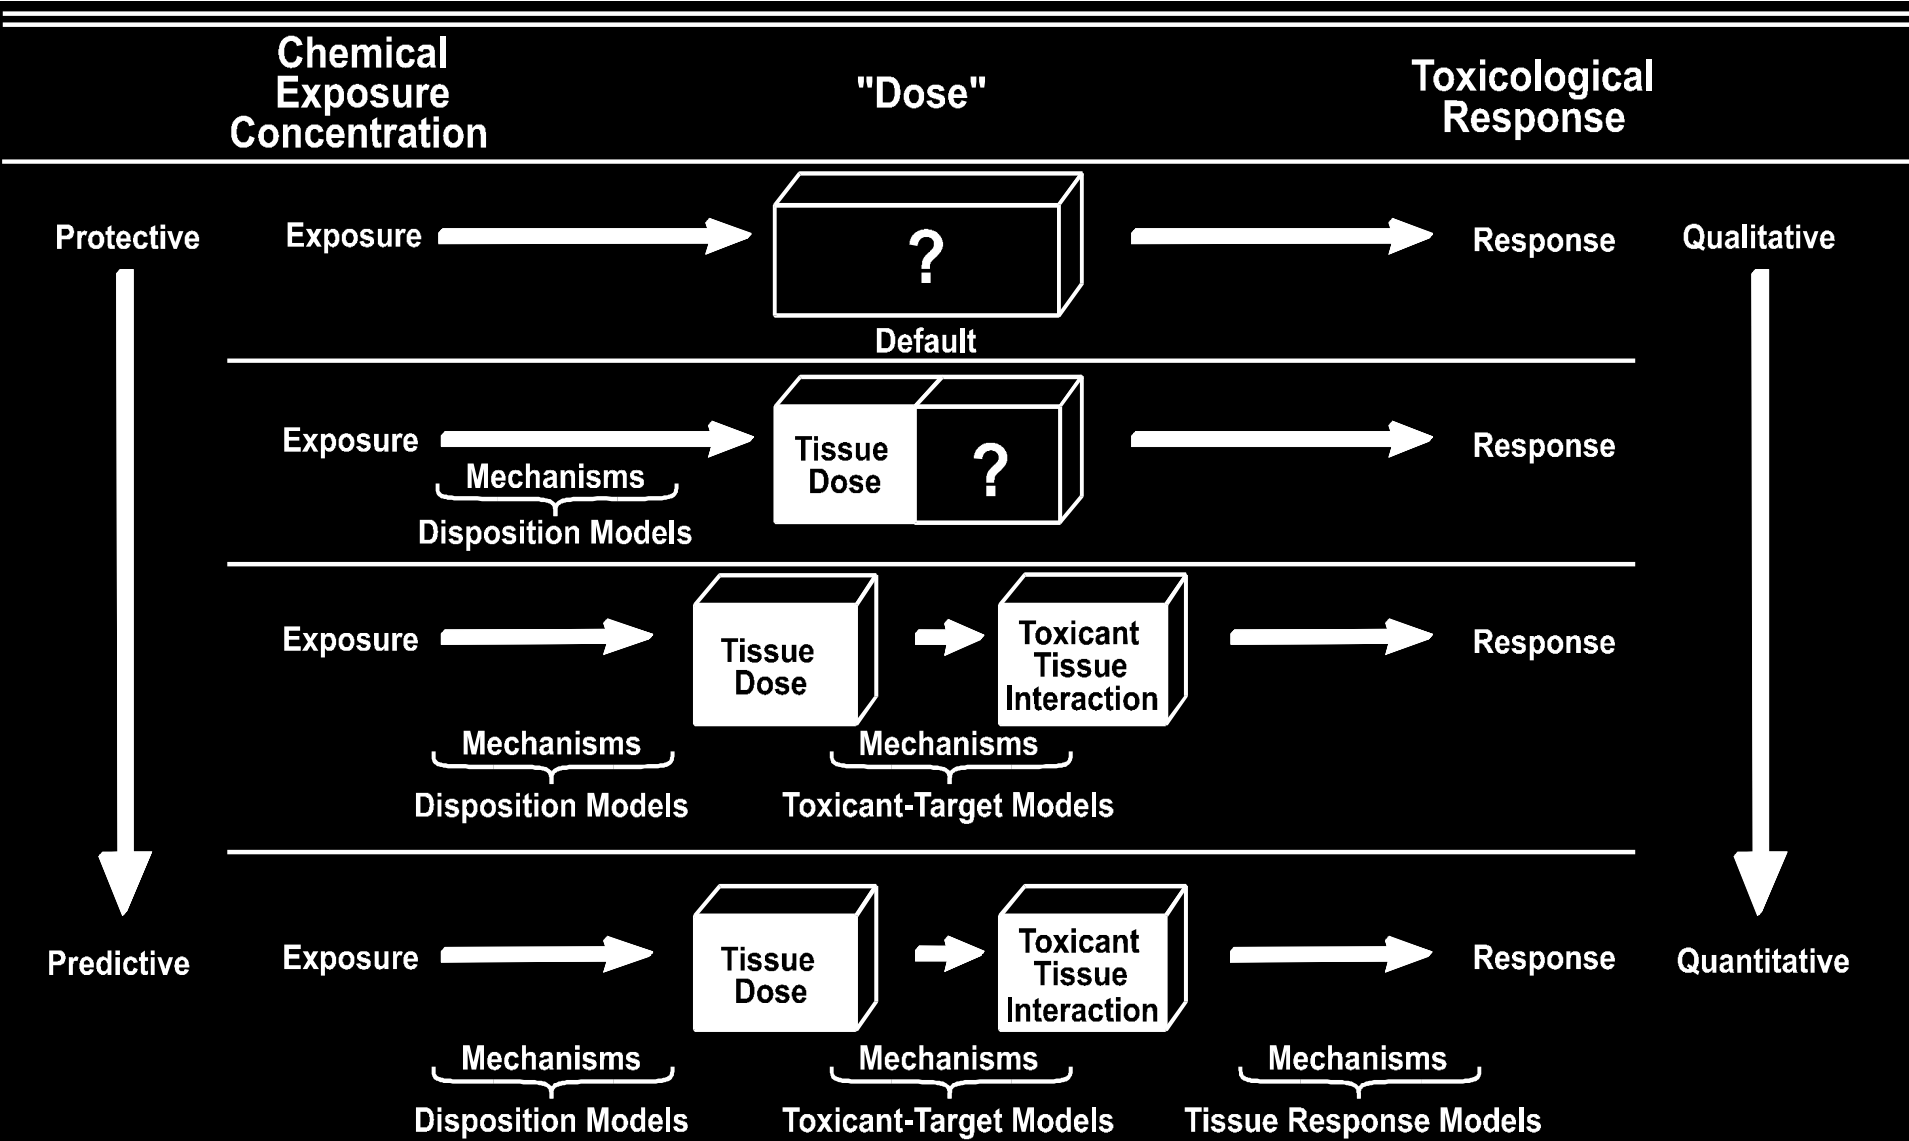 Chemical
Exposure
Concentration
"Dose"
Toxicological
Response
Protective
Exposure
?
Response
Qualitative
Default
Exposure
Tissue
Dose
?
Response
Mechanisms
Disposition Models
Exposure
Tissue
Dose
Toxicant
Tissue
Interaction
Response
Mechanisms
Mechanisms
Disposition Models
Toxicant-Target Models
Predictive
Exposure
Tissue
Dose
Toxicant
Tissue
Interaction
Response
Quantitative
Mechanisms
Mechanisms
Mechanisms
Disposition Models
Toxicant-Target Models
Tissue Response Models